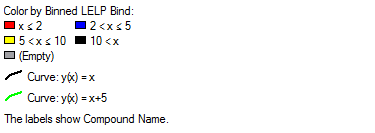 Color by Binned LELP Bind:
x ≤ 2 2 < x ≤ 5
5 < x ≤ 10 10 < x
(Empty)
Curve: y(x) = x
Curve: y(x) = x+5
The labels show Compound Name.